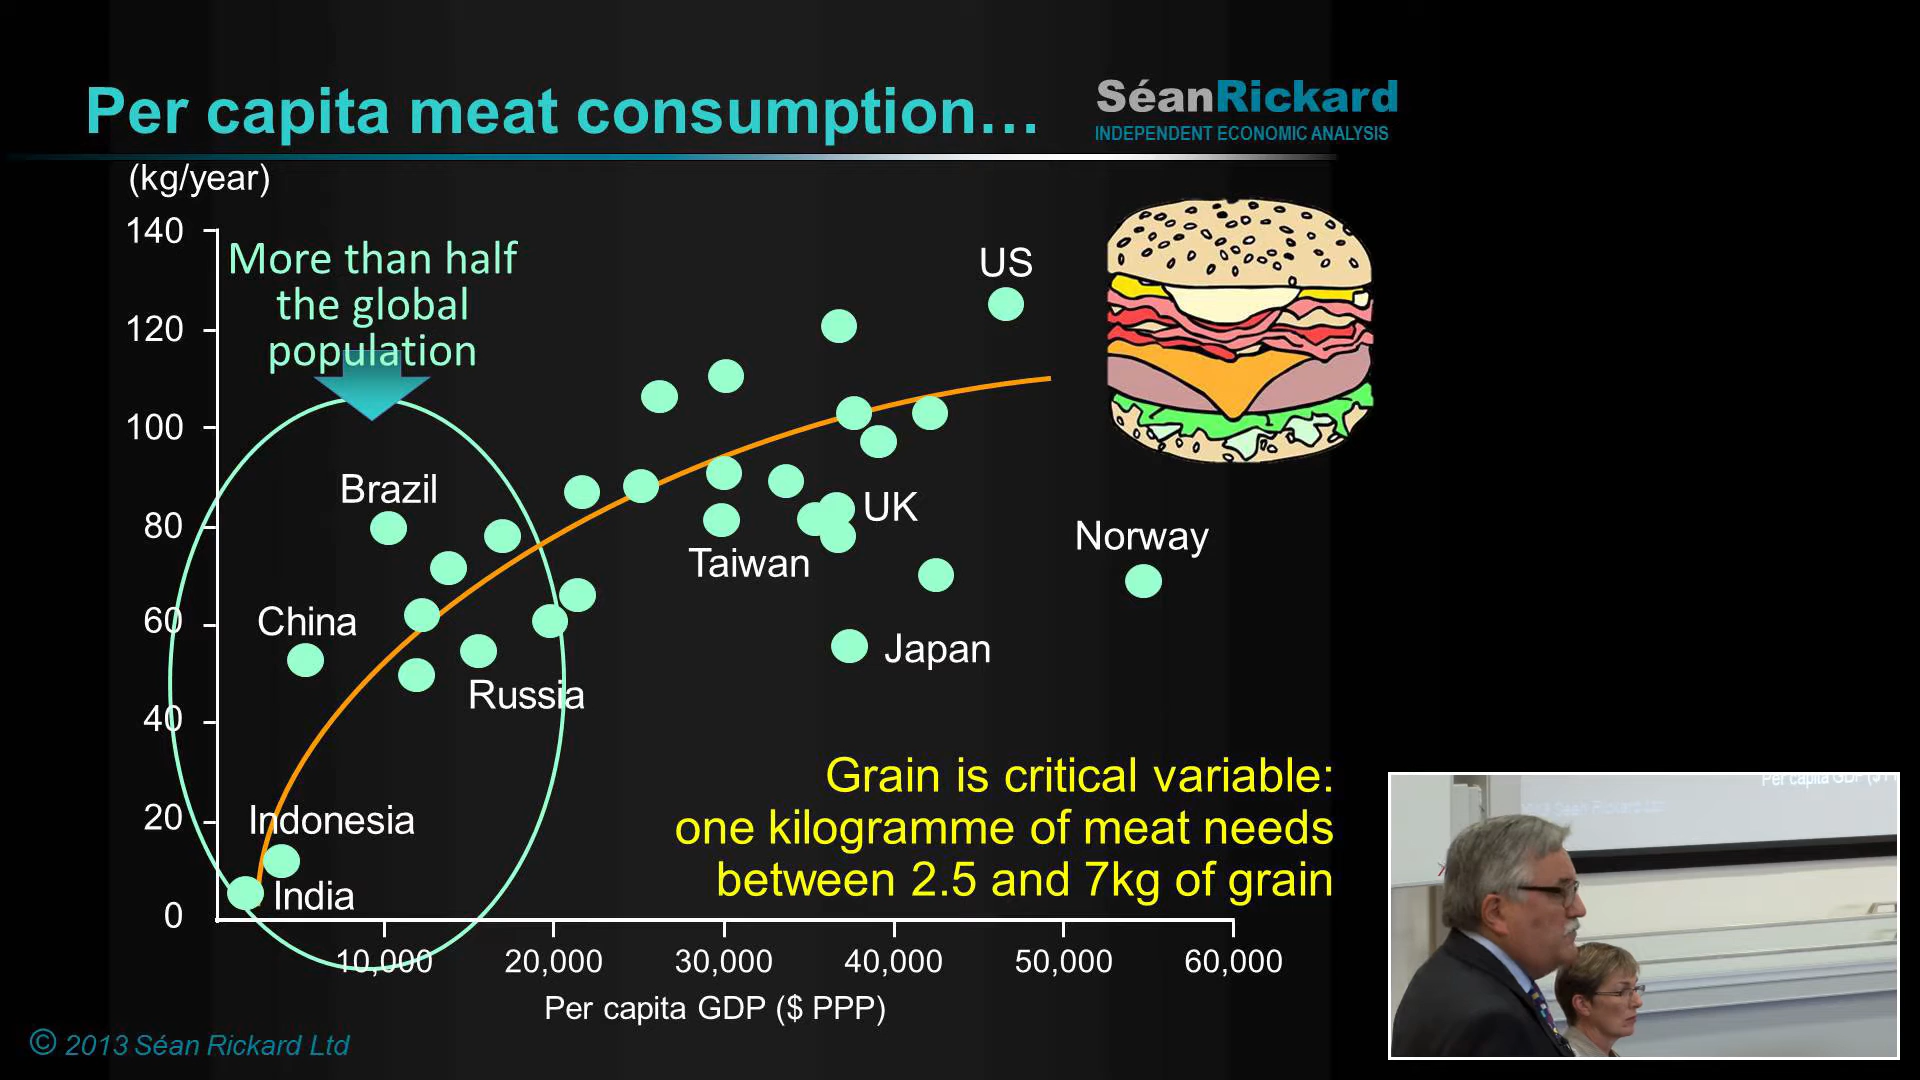 Per capita meat consumption…
SéanRickard
INDEPENDENT ECONOMIC ANALYSIS
(kg/year)
140
120
100
80
60
40
20
0
More than half
the global
population
US
Brazil
UK
Norway
Taiwan
China
Japan
Russia
Indonesia
India
Grain is critical variable:
one kilogramme of meat needs
between 2.5 and 7kg of grain
10,000
20,000
30,000
40,000
50,000
60,000
Per capita GDP ($ PPP)
© 2013 Séan Rickard Ltd
Per capita GDP ($